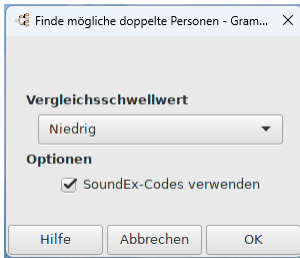 Finde mögliche doppelte Personen - Gram...
Vergleichsschwellwert
Niedrig
Optionen
SoundEx-Codes verwenden
Hilfe Abbrechen OK